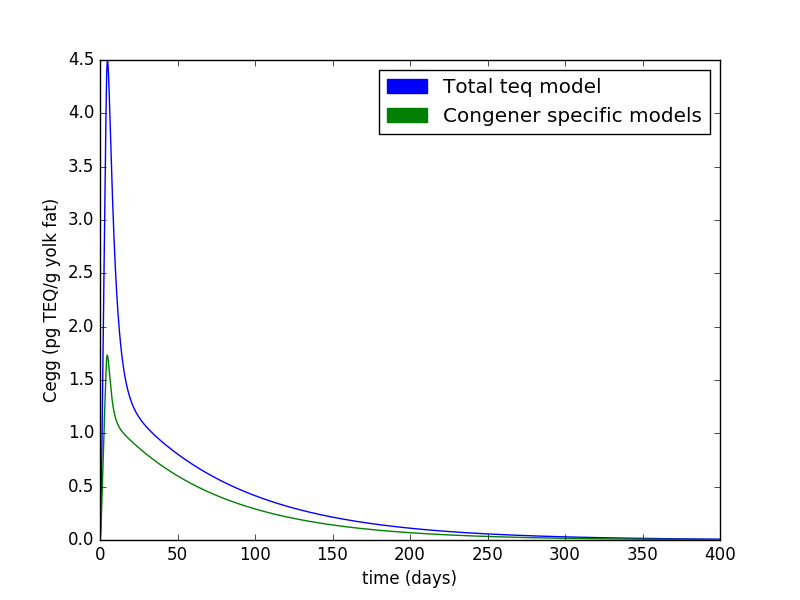 Total teq model
Congener specific models
4.5
4.0
3.5
3.0
2.5
2.0
1.5
1.0
0.5
0.0
Cegg (pg TEQ/g yolk fat)
0 50 100 150 200 250 300 350 400
time (days)